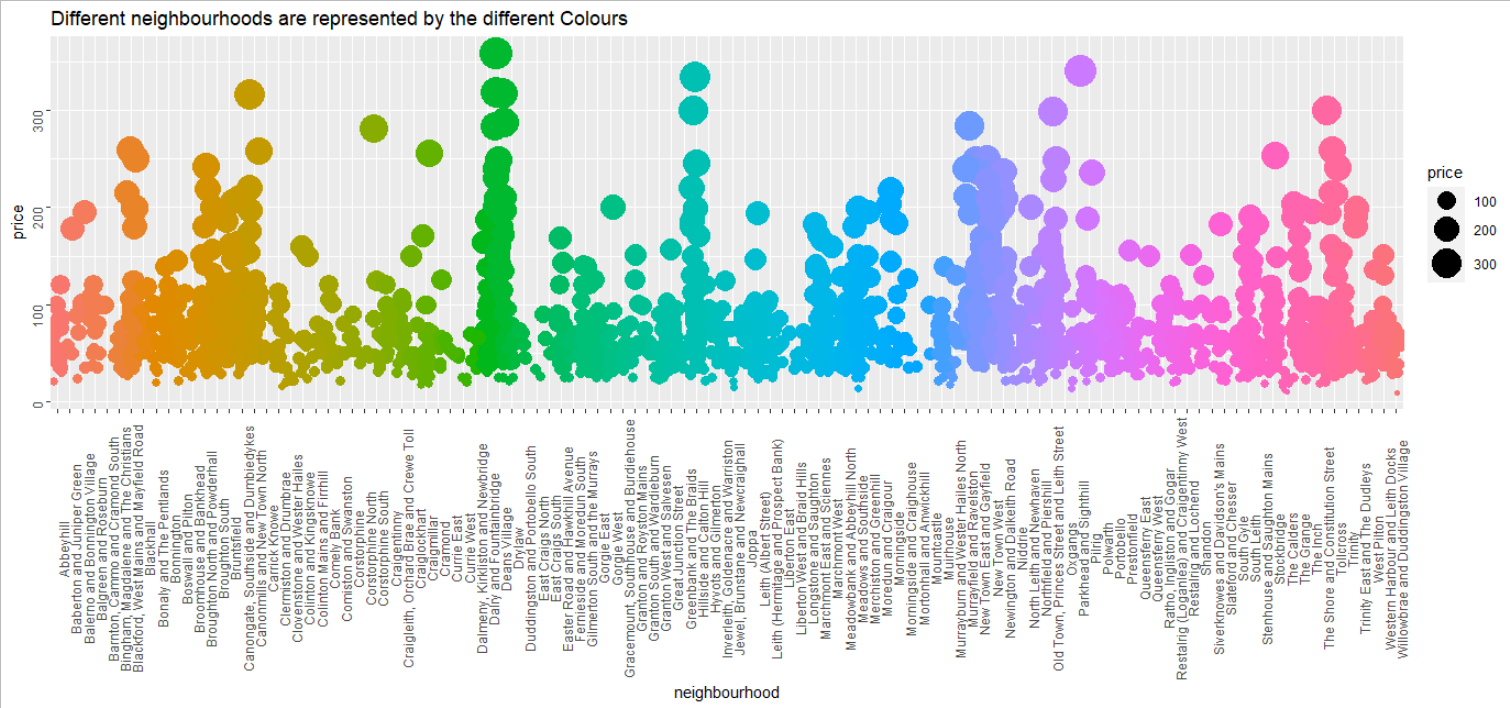 Different neighbourhoods are represented by the different Colours
price
0
100
200
300
Abbeyhill
Baberton and Juniper Green
Balerno and Bonnington Village
Balgreen and Roseburn
Barnton, Cammo and Cramond South
Bingham, Magdalene and The Christians
Blackford, West Mains and Mayfield Road
Blackhall
Bonaly and The Pentlands
Bonnington
Boswall and Pilton
Broomhouse and Bankhead
Broughton North and Powderhall
Broughton South
Bruntsfield
Canongate, Southside and Dumbiedykes
Canonmills and New Town North
Carrick Knowe
Clermiston and Drumbrae
Clovenstone and Wester Hailes
Colinton and Kingsknowe
Colinton Mains and Firrhill
Comely Bank
Comiston and Swanston
Corstorphine
Corstorphine North
Corstorphine South
Craigentinny
Craigleith, Orchard Brae and Crewe Toll
Craiglockhart
Craigmillar
Cramond
Currie East
Currie West
Dalmeny, Kirkliston and Newbridge
Dalry and Fountainbridge
Deans Village
Drylaw
Duddingston and Portobello South
East Craigs North
East Craigs South
Easter Road and Hawkhill Avenue
Ferniehill and Moredun South
Gilmerton South and the Murrays
Gorgie East
Gorgie West
Gracemount, Southhouse and Burdiehouse
Granton and Royston Mains
Granton South and Wardieburn
Granton West and Salvesen
Great Junction Street
Greenbank and The Braids
Hillside and Calton Hill
Hyvots and Gilmerton
Inverleith, Goldenacre and Warriston
Jewel, Brunstane and Newcraighall
Joppa
Leith (Albert Street)
Leith (Hermitage and Prospect Bank)
Liberton East
Liberton West and Braid Hills
Longstone and Saughton
Marchmont East and Sciennes
Marchmont West
Meadowbank and Abbeyhill North
Meadows and Southside
Merchiston and Greenhill
Moredun and Craigour
Morningside
Morningside and Craighouse
Mortonhall and Anwickhill
Mountcastle
Muirhouse
Murrayburn and Wester Hailes North
Murrayfield and Ravelston
New Town East and Gayfield
New Town West
Newington and Dalkeith Road
Niddrie
North Leith and Newhaven
Northfield and Piershill
Old Town, Princes Street and Leith Street
Oxgangs
Parkhead and Sighthill
Pilrig
Polwarth
Portobello
Prestonfield
Queensferry East
Queensferry West
Ratho, Ingliston and Gogar
Restalrig (Loganlea) and Craigentinny West
Restalrig and Lochend
Shandon
Silverknowes and Davidson's Mains
Slateford and Chesser
South Gyle
South Leith
Stenhouse and Saughton Mains
Stockbridge
The Calders
The Grange
The Inch
The Shore and Constitution Street
Tollcross
Trinity
Trinity East and The Dudleys
West Pilton
Western Harbour and Leith Docks
Willowbrae and Duddingston Village
neighbourhood
price
100
200
300